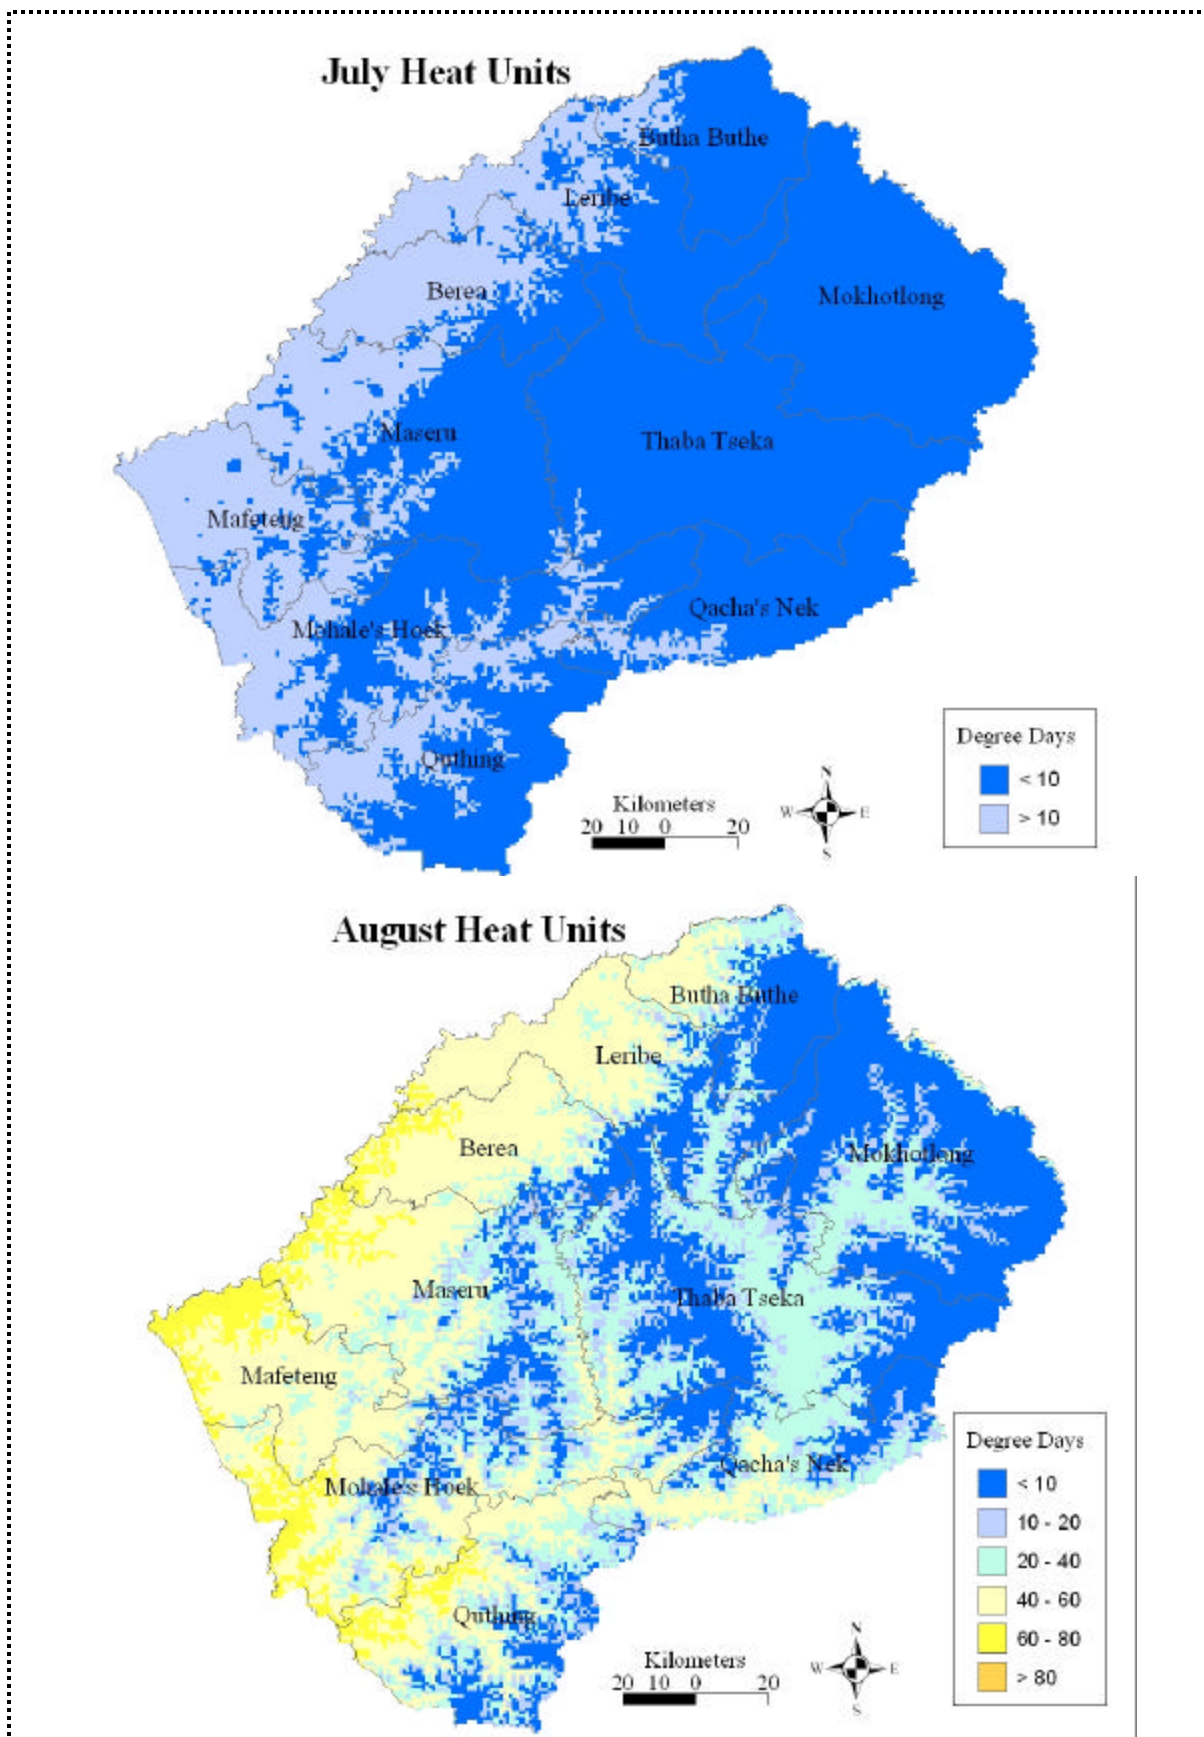 July Heat Units
Butha Buthe
Leribe
Berea
Mokhotlong
Maseru
Thaba Tseka
Mafeteng
Qacha's Nek
Mohale's Hoek
Quthing
Degree Days
< 10
> 10
Kilometers
20 10 0 20
N
W E
S
August Heat Units
Butha Buthe
Leribe
Berea
Mokhotlong
Maseru
Thaba Tseka
Mafeteng
Qacha's Nek
Mohale's Hoek
Quthing
Degree Days
< 10
10 - 20
20 - 40
40 - 60
60 - 80
> 80
Kilometers
20 10 0 20
N
W E
S